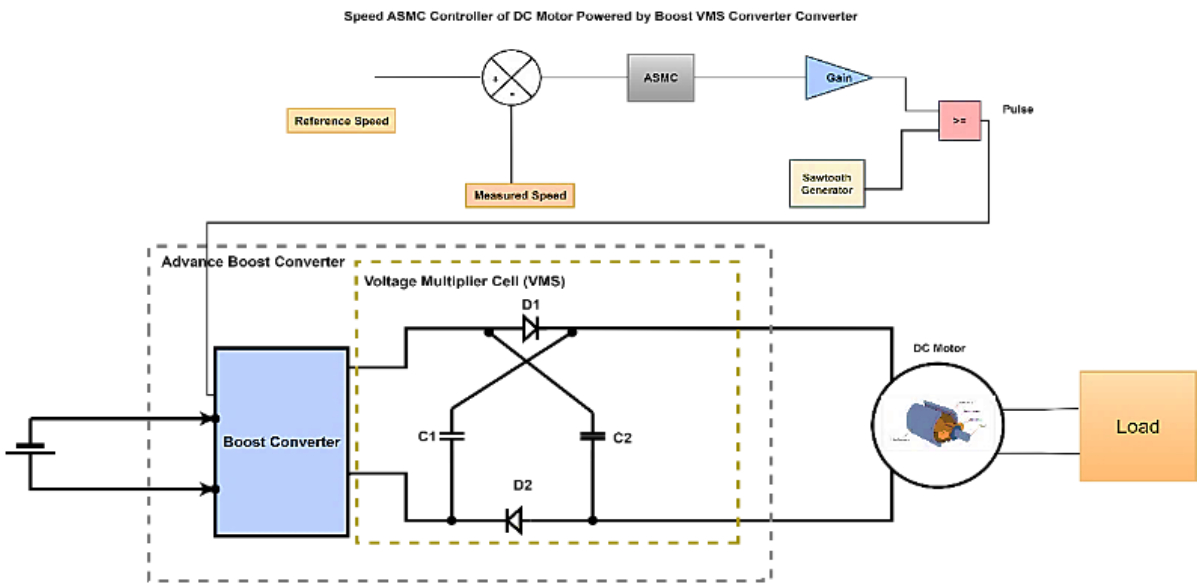 Speed ASMC Controller of DC Motor Powered by Boost VMS Converter Converter
+
-
ASMC
Gain
>=
Pulse
Reference Speed
Measured Speed
Sawtooth
Generator
Advance Boost Converter
Voltage Multiplier Cell (VMS)
D1
DC Motor
Boost Converter
C1
C2
Load
D2